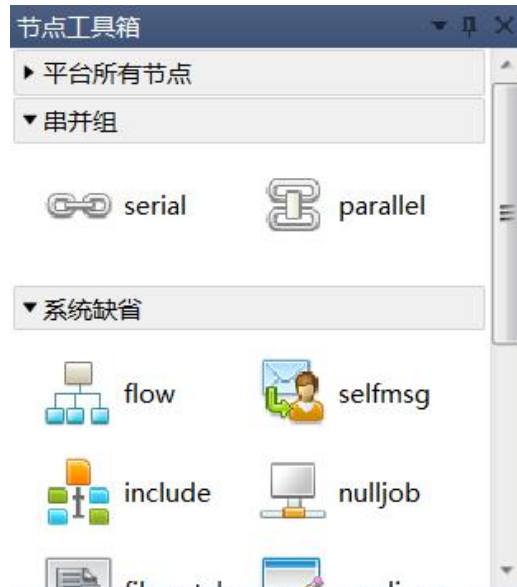 节点工具箱
平台所有节点
串并组
serial parallel
系统缺省
flow selfmsg
include nulljob